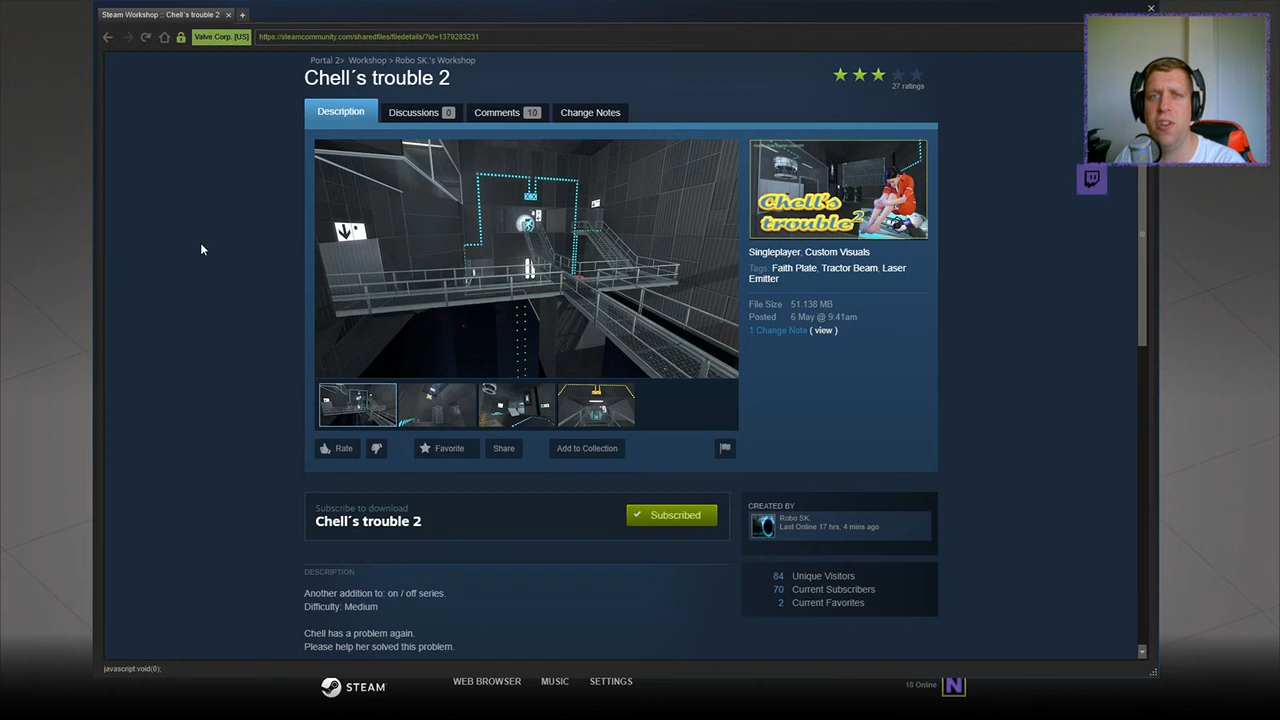 Steam Workshop :: Chell´s trouble 2
Valve Corp. [US]
https://steamcommunity.com/sharedfiles/filedetails/?id=1379283231
Portal 2> Workshop > Robo SK.'s Workshop
Chell´s trouble 2
27 ratings
Description
Discussions 0
Comments 10
Change Notes
Chell's
trouble 2
Singleplayer, Custom Visuals
Tags: Faith Plate, Tractor Beam, Laser
Emitter
File Size 51.138 MB
Posted 6 May @ 9:41am
1 Change Note ( view )
Rate
Favorite
Share
Add to Collection
Subscribe to download
Chell´s trouble 2
Subscribed
CREATED BY
Robo SK.
Last Online 17 hrs, 4 mins ago
DESCRIPTION
Another addition to: on / off series.
Difficulty: Medium
Chell has a problem again.
Please help her solved this problem.
84 Unique Visitors
70 Current Subscribers
2 Current Favorites
javascript:void(0);
STEAM
WEB BROWSER
MUSIC
SETTINGS
18 Online
N